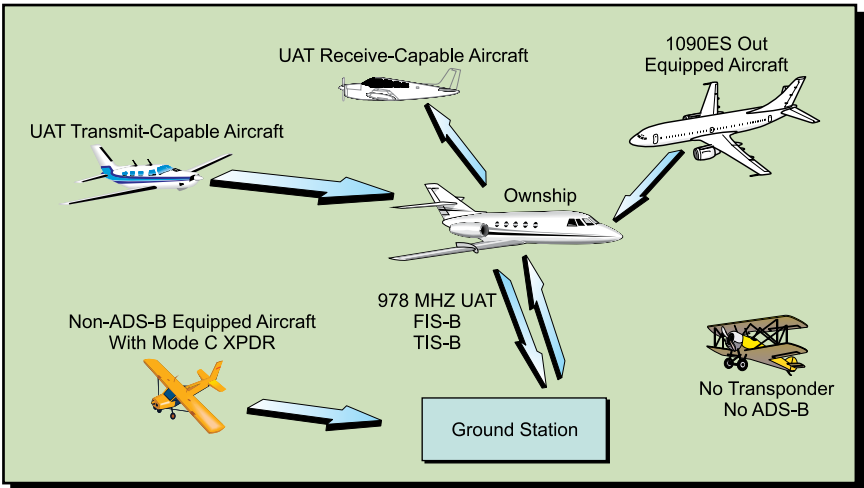 UAT Receive-Capable Aircraft
1090ES Out
Equipped Aircraft
UAT Transmit-Capable Aircraft
Ownship
978 MHZ UAT
FIS-B
TIS-B
Non-ADS-B Equipped Aircraft
With Mode C XPDR
No Transponder
No ADS-B
Ground Station